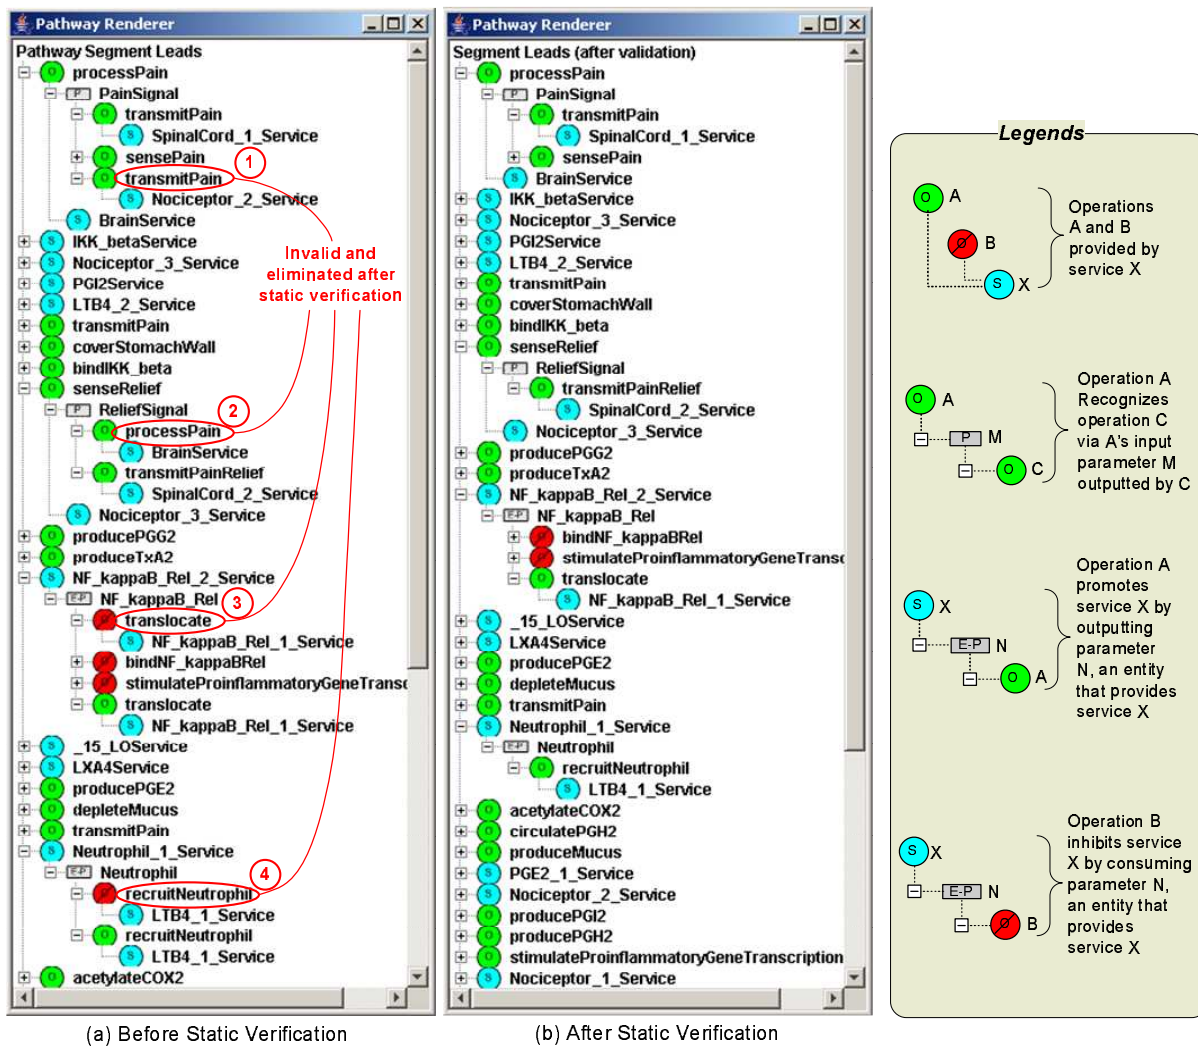 Pathway Renderer
Pathway Segment Leads
O processPain
P PainSignal
O transmitPain
S SpinalCord_1_Service
O sensePain
1
O transmitPain
S Nociceptor_2_Service
S BrainService
S IKK_betaService
S Nociceptor_3_Service
S PGI2Service
S LTB4_2_Service
O transmitPain
O coverStomachWall
O bindIKK_beta
O senseRelief
P ReliefSignal
2
O processPain
S BrainService
O transmitPainRelief
S SpinalCord_2_Service
S Nociceptor_3_Service
O producePGG2
O produceTxA2
S NF_kappaB_Rel_2_Service
E-P NF_kappaB_Rel
3
O translocate
S NF_kappaB_Rel_1_Service
O bindNF_kappaBRel
O stimulateProinflammatoryGeneTransc
O translocate
S NF_kappaB_Rel_1_Service
S _15_LOService
S LXA4Service
O producePGE2
O depleteMucus
O transmitPain
S Neutrophil_1_Service
E-P Neutrophil
4
O recruitNeutrophil
S LTB4_1_Service
O recruitNeutrophil
S LTB4_1_Service
O acetylateCOX2
Invalid and
eliminated after
static verification
(a) Before Static Verification
Pathway Renderer
Segment Leads (after validation)
O processPain
P PainSignal
O transmitPain
S SpinalCord_1_Service
O sensePain
S BrainService
S IKK_betaService
S Nociceptor_3_Service
S PGI2Service
S LTB4_2_Service
O transmitPain
O coverStomachWall
O bindIKK_beta
O senseRelief
P ReliefSignal
O transmitPainRelief
S SpinalCord_2_Service
S Nociceptor_3_Service
O producePGG2
O produceTxA2
S NF_kappaB_Rel_2_Service
E-P NF_kappaB_Rel
O bindNF_kappaBRel
O stimulateProinflammatoryGeneTransc
O translocate
S NF_kappaB_Rel_1_Service
S _15_LOService
S LXA4Service
O producePGE2
O depleteMucus
O transmitPain
S Neutrophil_1_Service
E-P Neutrophil
O recruitNeutrophil
S LTB4_1_Service
O acetylateCOX2
O circulatePGH2
O produceMucus
S PGE2_1_Service
S Nociceptor_2_Service
O producePGI2
O producePGH2
O stimulateProinflammatoryGeneTranscription
S Nociceptor_1_Service
(b) After Static Verification
Legends
O A
O B
S X
Operations
A and B
provided by
service X
O A
P M
O C
Operation A
Recognizes
operation C
via A's input
parameter M
outputted by C
S X
E-P N
O A
Operation A
promotes
service X by
outputting
parameter
N, an entity
that provides
service X
S X
E-P N
O B
Operation B
inhibits service
X by consuming
parameter N,
an entity that
provides
service X